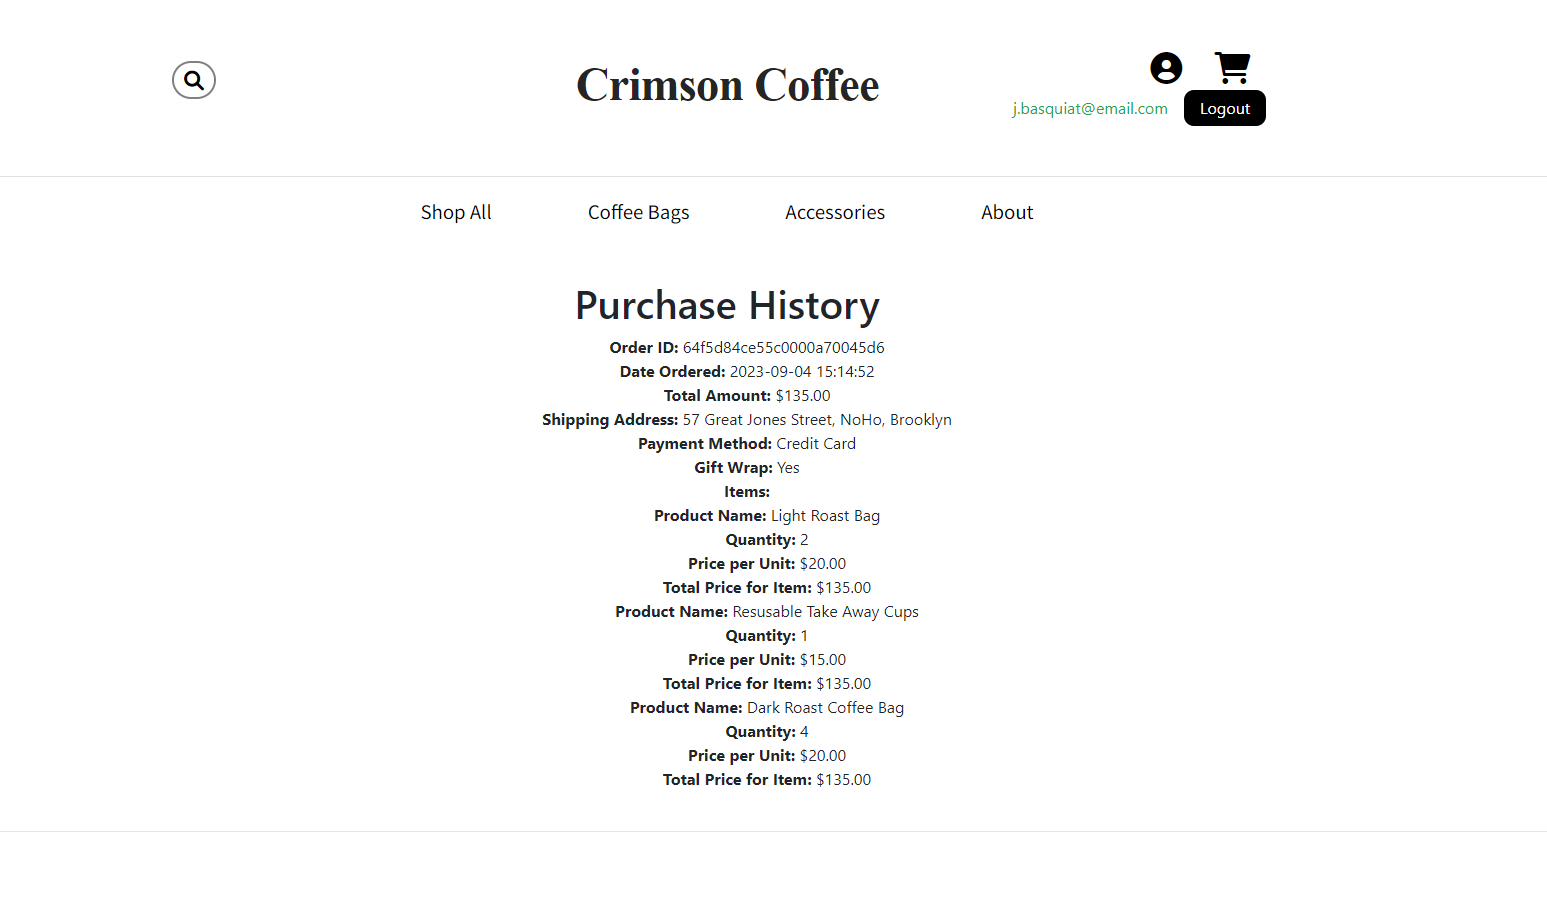 Crimson Coffee
j.basquiat@email.com Logout
Shop All Coffee Bags Accessories About
Purchase History
Order ID: 64f5d84ce55c0000a70045d6
Date Ordered: 2023-09-04 15:14:52
Total Amount: $135.00
Shipping Address: 57 Great Jones Street, NoHo, Brooklyn
Payment Method: Credit Card
Gift Wrap: Yes
Items:
Product Name: Light Roast Bag
Quantity: 2
Price per Unit: $20.00
Total Price for Item: $135.00
Product Name: Resusable Take Away Cups
Quantity: 1
Price per Unit: $15.00
Total Price for Item: $135.00
Product Name: Dark Roast Coffee Bag
Quantity: 4
Price per Unit: $20.00
Total Price for Item: $135.00